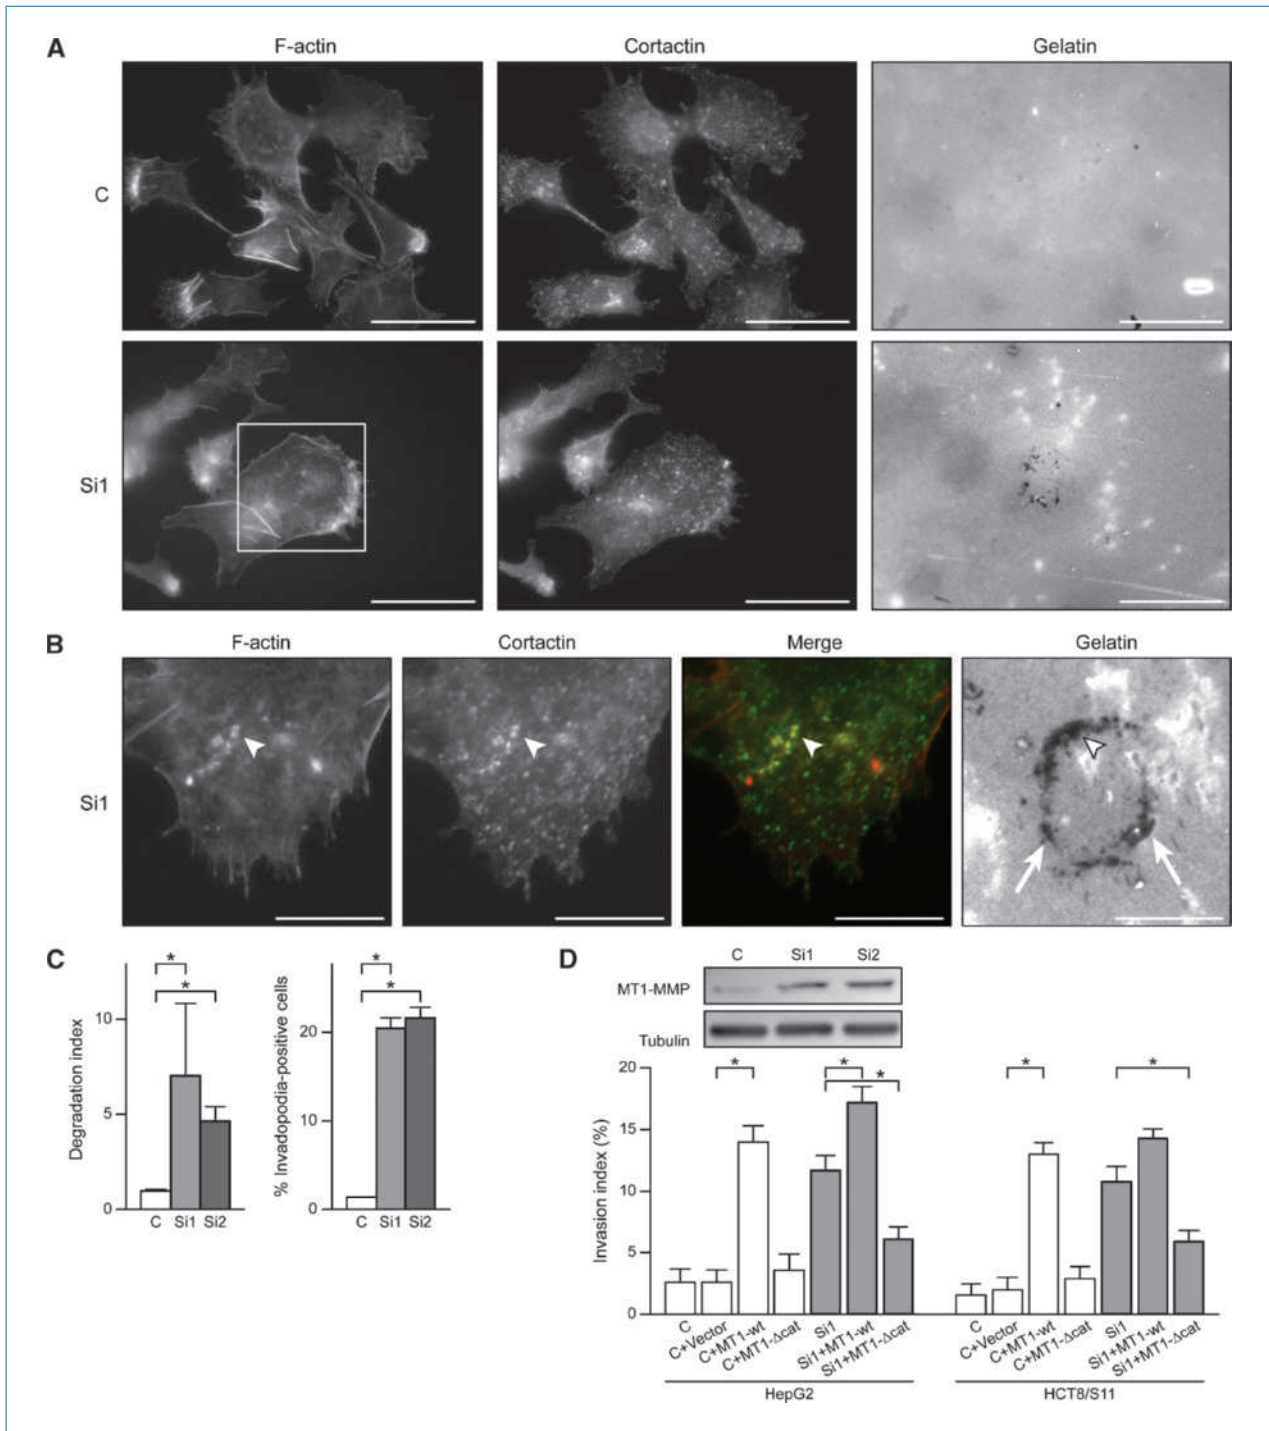 A
F-actin
Cortactin
Gelatin
C
Si1
B
F-actin
Cortactin
Merge
Gelatin
Si1
C
Degradation index
10
5
0
C Si1 Si2
% Invadopodia-positive cells
20
10
0
C Si1 Si2
D
C Si1 Si2
MT1-MMP
Tubulin
Invasion index (%)
20
15
10
5
0
C
C+Vector
C+MT1-wt
C+MT1-Δcat
Si1
Si1+MT1-wt
Si1+MT1-Δcat
HepG2
C
C+Vector
C+MT1-wt
C+MT1-Δcat
Si1
Si1+MT1-wt
Si1+MT1-Δcat
HCT8/S11
* *
* *
* * *
* *